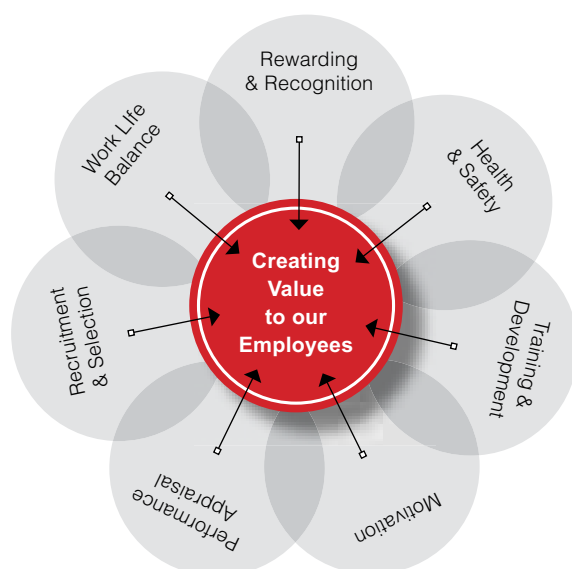 Rewarding
& Recognition
Health
& Safety
Training &
Development
Motivation
Performance
Appraisal
Recruitment
& Selection
Work LIfe
Balance
Creating
Value
to our
Employees